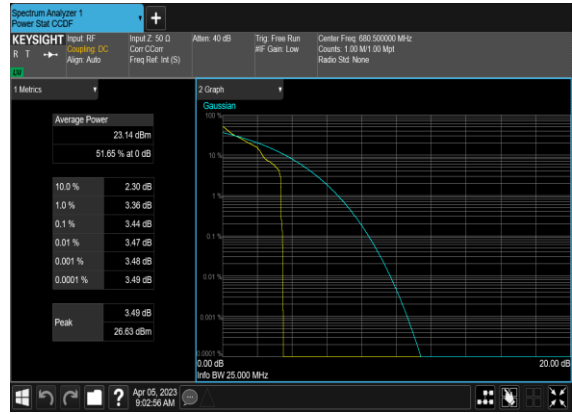 Spectrum Analyzer 1
Power Stat CCDF
KEYSIGHT
R T
Input: RF
Coupling: DC
Align: Auto
Input Z: 50 Ω
Corr CCorr
Freq Ref: Int (S)
Atten: 40 dB
Trig: Free Run
#IF Gain: Low
Center Freq: 680.500000 MHz
Counts: 1.00 M/1.00 Mpt
Radio Std: None
1 Metrics
Average Power
23.14 dBm
51.65 % at 0 dB
10.0 % 2.30 dB
1.0 % 3.36 dB
0.1 % 3.44 dB
0.01 % 3.47 dB
0.001 % 3.48 dB
0.0001 % 3.49 dB
Peak
3.49 dB
26.63 dBm
2 Graph
Gaussian
100 %
10 %
1 %
0.1 %
0.01 %
0.001 %
0.0001 %
0.00 dB
20.00 dB
Info BW 25.000 MHz
?
Apr 05, 2023
9:02:56 AM